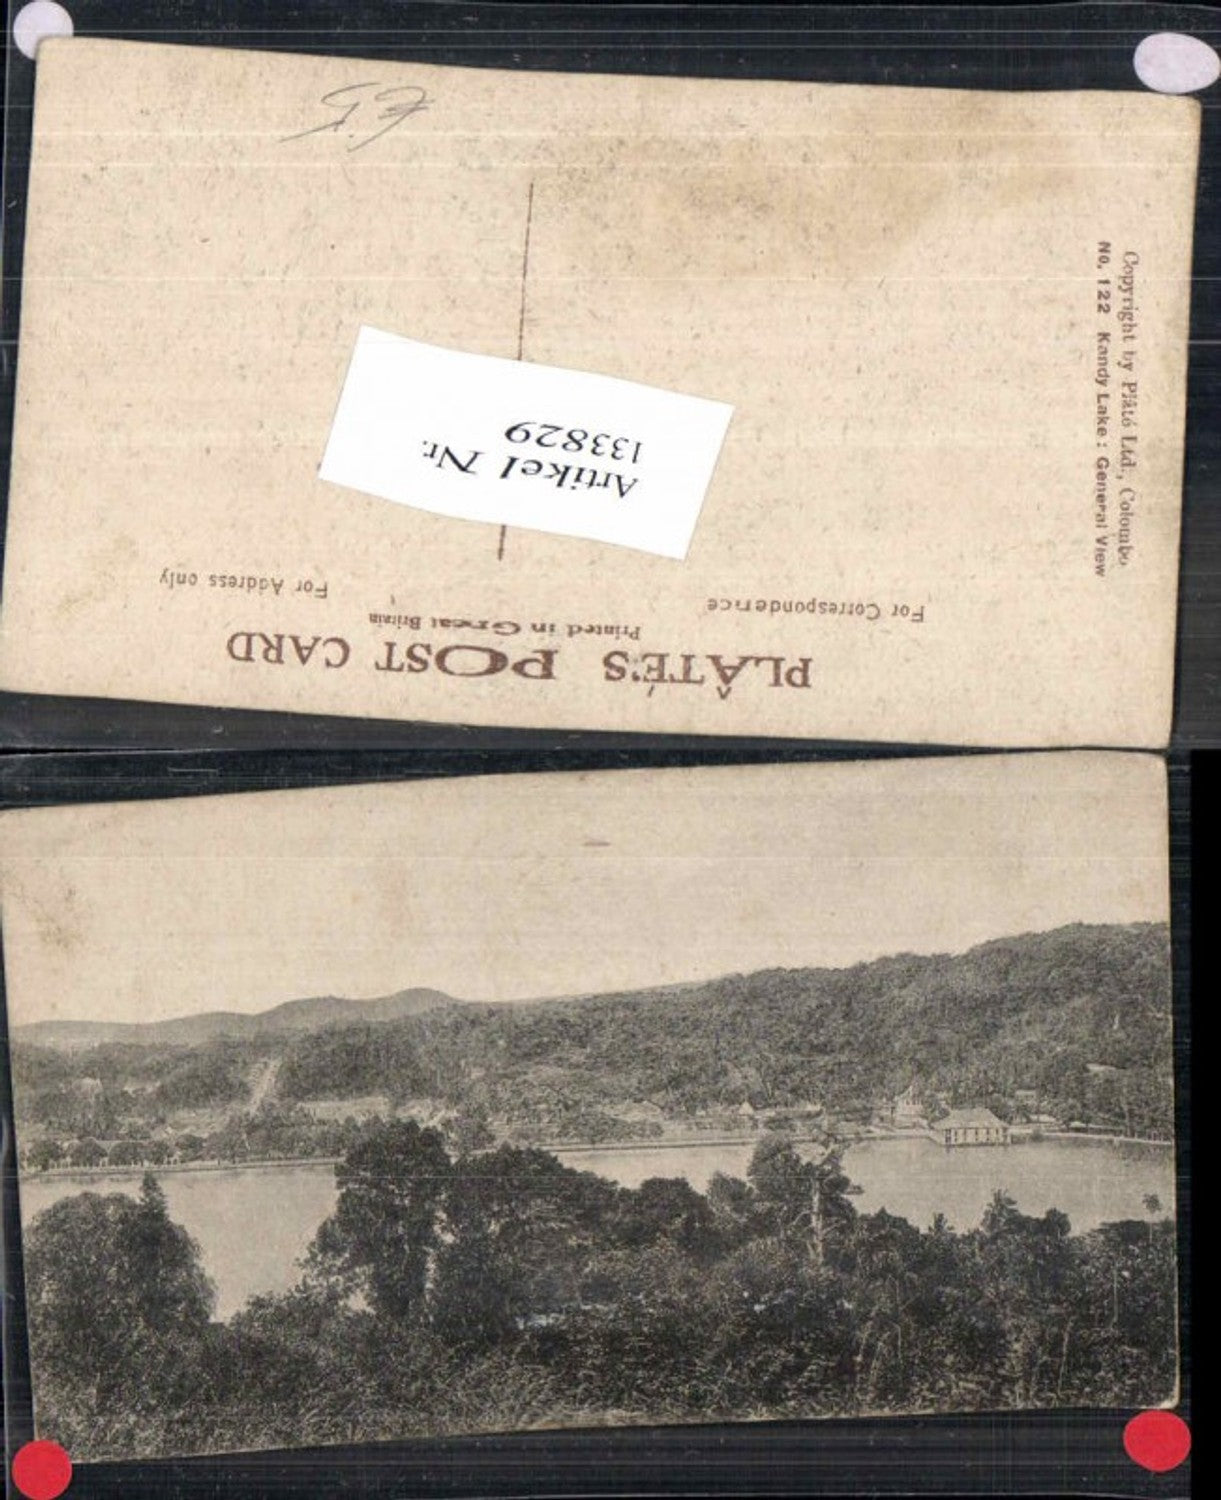 PLÂTÉ'S POST CARD
Printed in Great Britain
For Correspondence
For Address only
Artikel Nr.
133829
Copyright by Plâté Ltd., Colombo.
No. 122 Kandy Lake : General View